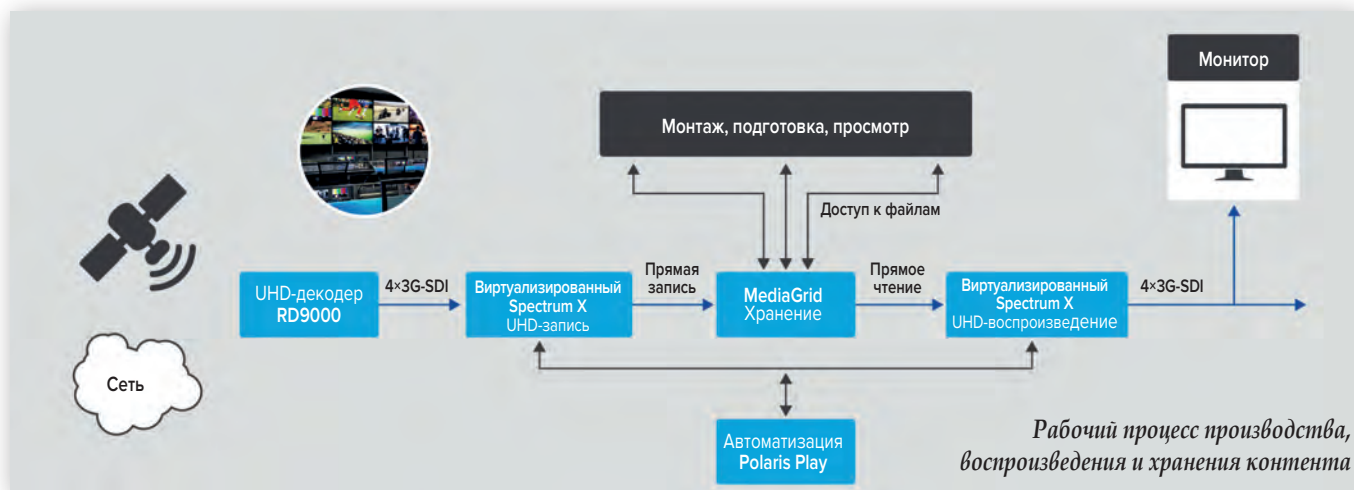 Монитор
Монтаж, подготовка, просмотр
Доступ к файлам
UHD-декодер
RD9000
4×3G-SDI
Виртуализированный
Spectrum X
UHD-запись
Прямая
запись
MediaGrid
Хранение
Прямое
чтение
Виртуализированный
Spectrum X
UHD-воспроизведение
4×3G-SDI
Сеть
Автоматизация
Polaris Play
Рабочий процесс производства,
воспроизведения и хранения контента